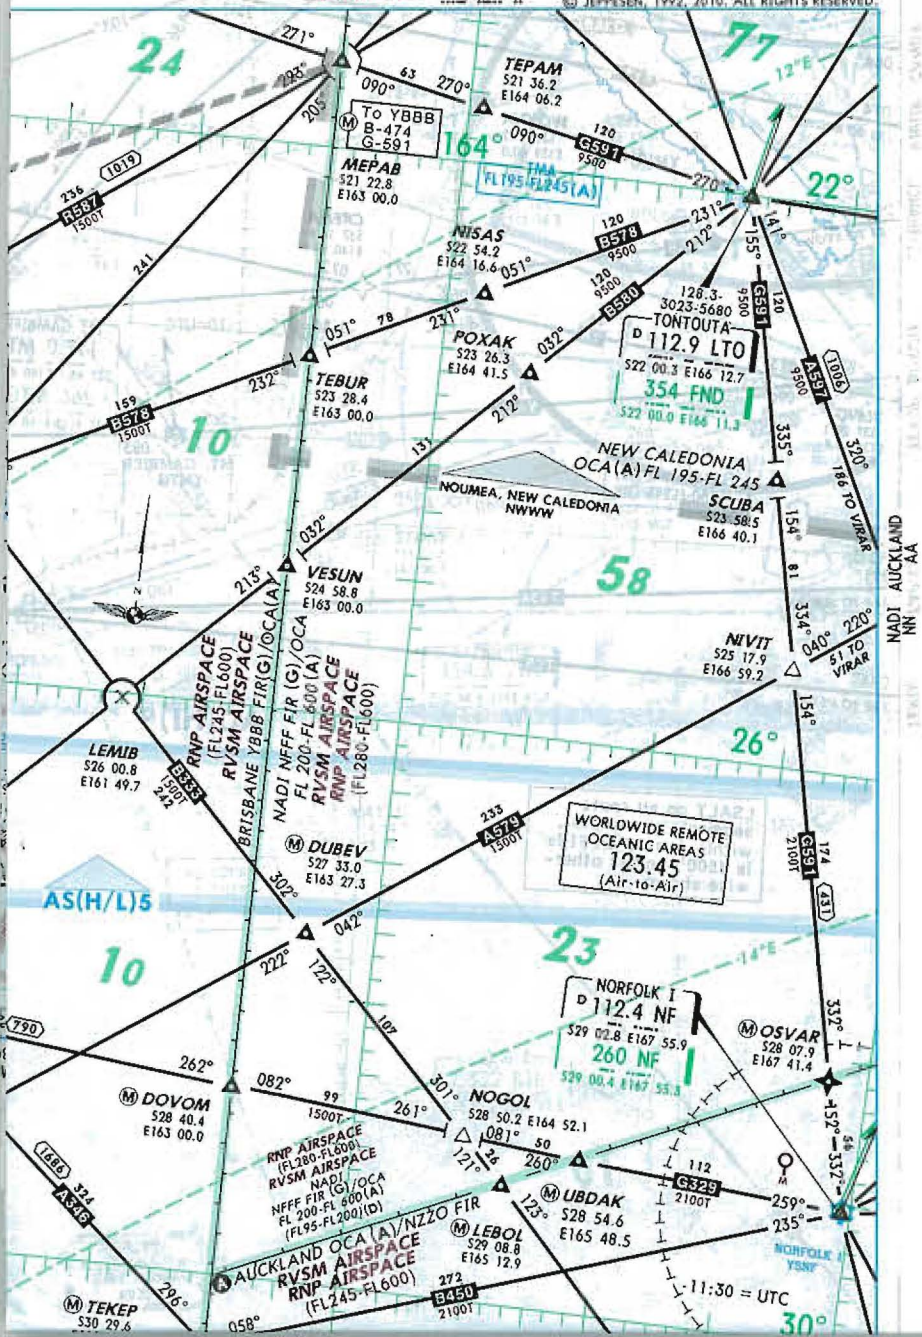 © JEPPESEN, 1992, 2010. ALL RIGHTS RESERVED.
24
77
12°E
271°
293°
205°
090°
63
270°
TEPAM
S21 36.2
E164 06.2
090°
120
G591
9500
270°
M
To YBBB
B-474
G-591
164°
MEPAB
S21 22.8
E163 00.0
TMA
FL195-FL245(A)
22°
1019
236
R587
1500T
241
NISAS
S22 54.2
E164 16.6
051°
120
B578
9500
231°
120
9500
B580
212°
141°
155°
128.3-
3023-5680
TONTOUTA
D 112.9 LTO
S22 00.3 E166 12.7
354 FND
S22 00.0 E166 11.3
120
G591
9500
1006
A597
9500
320°
186 TO VIRAR
051°
78
231°
232°
TEBUR
S23 28.4
E163 00.0
POXAK
S23 26.3
E164 41.5
032°
212°
159
B578
1500T
10
133
335°
NEW CALEDONIA
OCA(A) FL 195-FL 245
NOUMEA, NEW CALEDONIA
NWWW
SCUBA
S23 58.5
E166 40.1
154°
81
334°
032°
213°
VESUN
S24 58.8
E163 00.0
58
NADI AUCKLAND
NN AA
N
NIVIT
S25 17.9
E166 59.2
040°
220°
51 TO
VIRAR
154°
RNP AIRSPACE
(FL245-FL600)
RVSM AIRSPACE
BRISBANE YBBB FIR(G)/OCA(A)
NADI NFFF FIR (G)/OCA
FL 200-FL 600 (A)
RVSM AIRSPACE
RNP AIRSPACE
(FL280-FL600)
LEMIB
S26 00.8
E161 49.7
B333
1500T
242
26°
233
A579
1500T
WORLDWIDE REMOTE
OCEANIC AREAS
123.45
(Air-to-Air)
174
G591
2100T
431
M DUBEV
S27 33.0
E163 27.3
302°
042°
222°
122°
AS(H/L)5
10
23
14°E
NORFOLK I
D 112.4 NF
S29 02.8 E167 55.9
260 NF
S29 00.4 E167 55.5
332°
M OSVAR
S28 07.9
E167 41.4
790
262°
082°
M DOVOM
S28 40.4
E163 00.0
99
1500T
261°
107
301°
NOGOL
S28 50.2 E164 52.1
081°
50
260°
26
121°
152°
56
332°
RNP AIRSPACE
(FL280-FL600)
RVSM AIRSPACE
NADI
NFFF FIR (G)/OCA
FL 200-FL 600(A)
(FL95-FL200)(D)
M UBDAK
S28 54.6
E165 48.5
112
G329
2100T
259°
235°
M
1686
324
A346
296°
AUCKLAND OCA (A)/NZZO FIR
RVSM AIRSPACE
RNP AIRSPACE
(FL245-FL600)
M LEBOL
S29 08.8
E165 12.9
123°
NORFOLK I
YSNF
A
272
B450
2100T
058°
11:30 = UTC
30°
M TEKEP
S30 29.6